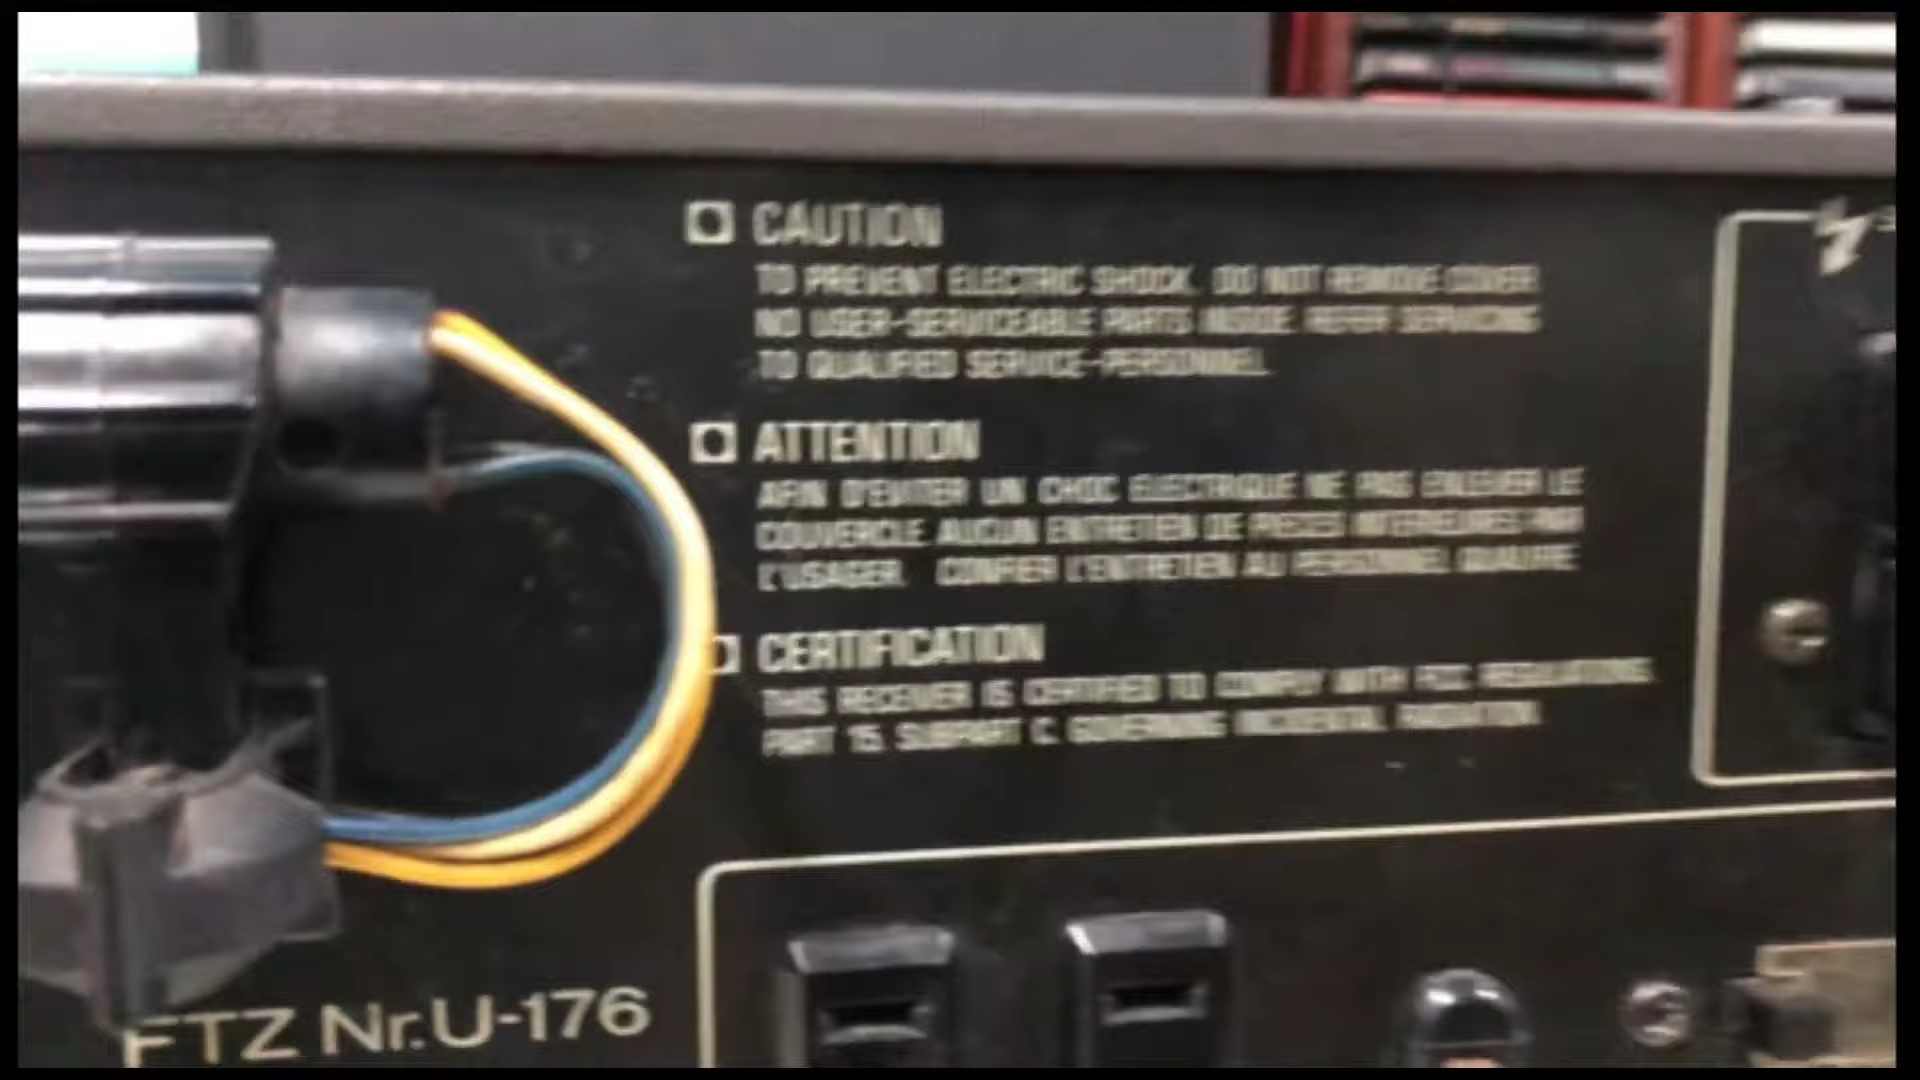 CAUTION
TO PREVENT ELECTRIC SHOCK, DO NOT REMOVE COVER
NO USER-SERVICEABLE PARTS INSIDE REFER SERVICING
TO QUALIFIED SERVICE-PERSONNEL.
ATTENTION
AFIN D'EVITER UN CHOC ELECTRIQUE NE PAS ENLEVER LE
COUVERCLE AUCUN ENTRETIEN DE PIECES INTERIEURES PAR
L'USAGER. CONFIER L'ENTRETIEN AU PERSONNEL QUALIFIE
CERTIFICATION
THIS RECEIVER IS CERTIFIED TO COMPLY WITH FCC REGULATIONS,
PART 15, SUBPART C, GOVERNING INCIDENTAL RADIATION.
FTZ Nr.U-176